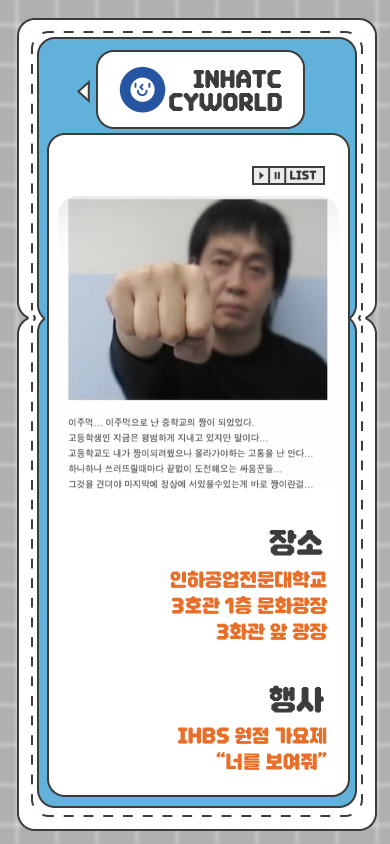 INHATC
CYWORLD
LIST
이주먹... 이주먹으로 난 중학교의 짱이 되었었다.
고등학생인 지금은 평범하게 지내고 있지만 말이다...
고등학교도 내가 짱이되려했으나 올라가야하는 고통을 난 안다...
하나하나 쓰러뜨릴때마다 끝없이 도전해오는 싸움꾼들...
그것을 견뎌야 마지막에 정상에 서있을수있는게 바로 짱이란걸...
장소
인하공업전문대학교
3호관 1층 문화광장
3화관 앞 광장
행사
IHBS 원점 가요제
“너를 보여줘”